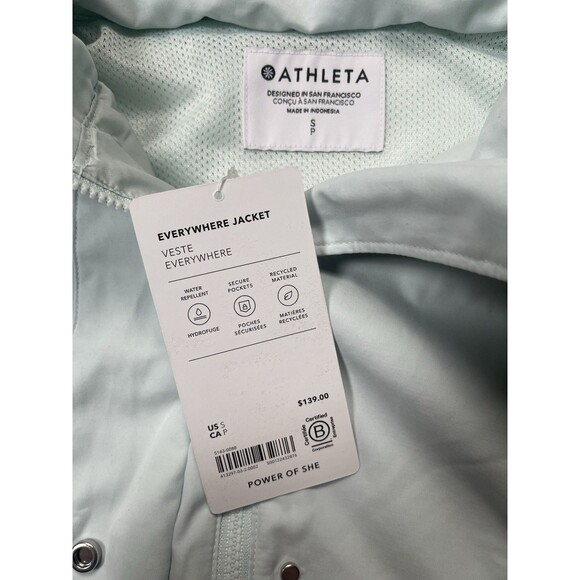 ATHLETA
DESIGNED IN SAN FRANCISCO
CONÇU À SAN FRANCISCO
MADE IN INDONESIA
S
P
EVERYWHERE JACKET
VESTE
EVERYWHERE
WATER
REPELLENT
SECURE
POCKETS
RECYCLED
MATERIAL
HYDROFUGE
POCHES
SÉCURISÉES
MATIÈRES
RECYCLÉES
$139.00
US S
CA P
Certified
B
Corporation
POWER OF SHE